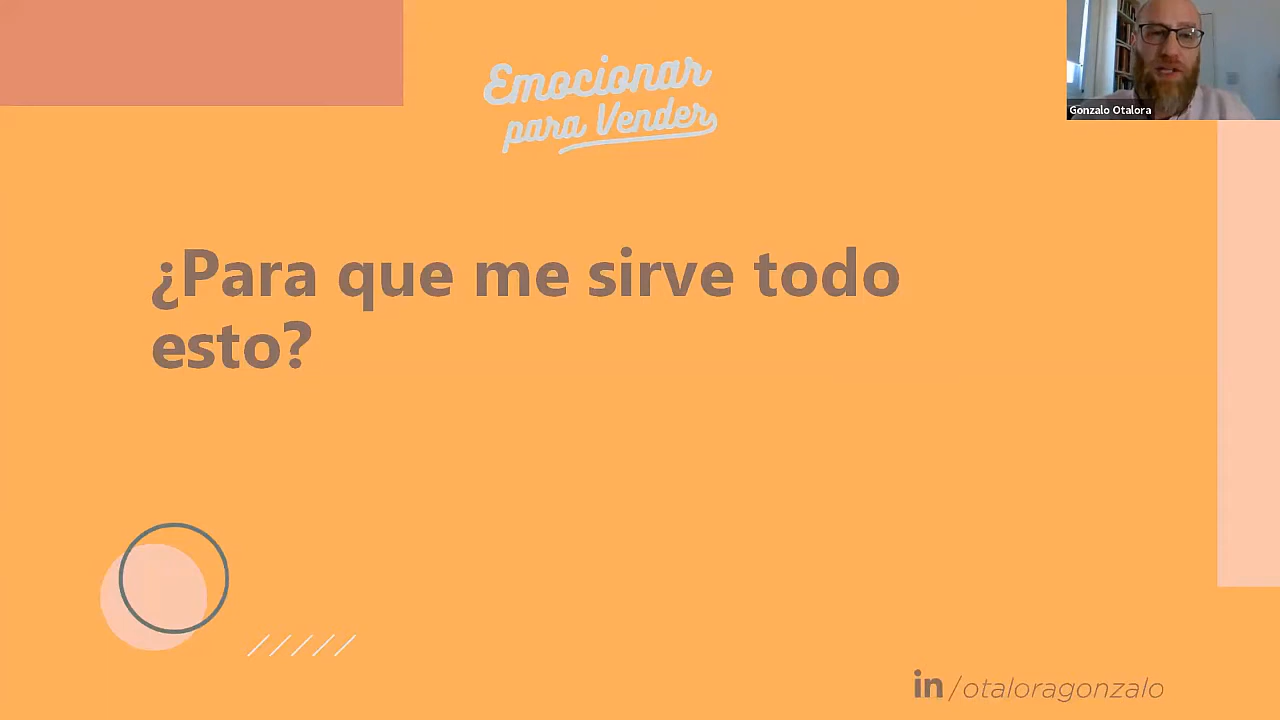 Emocionar
para Vender
Gonzalo Otalora
¿Para que me sirve todo
esto?
in/otaloragonzalo